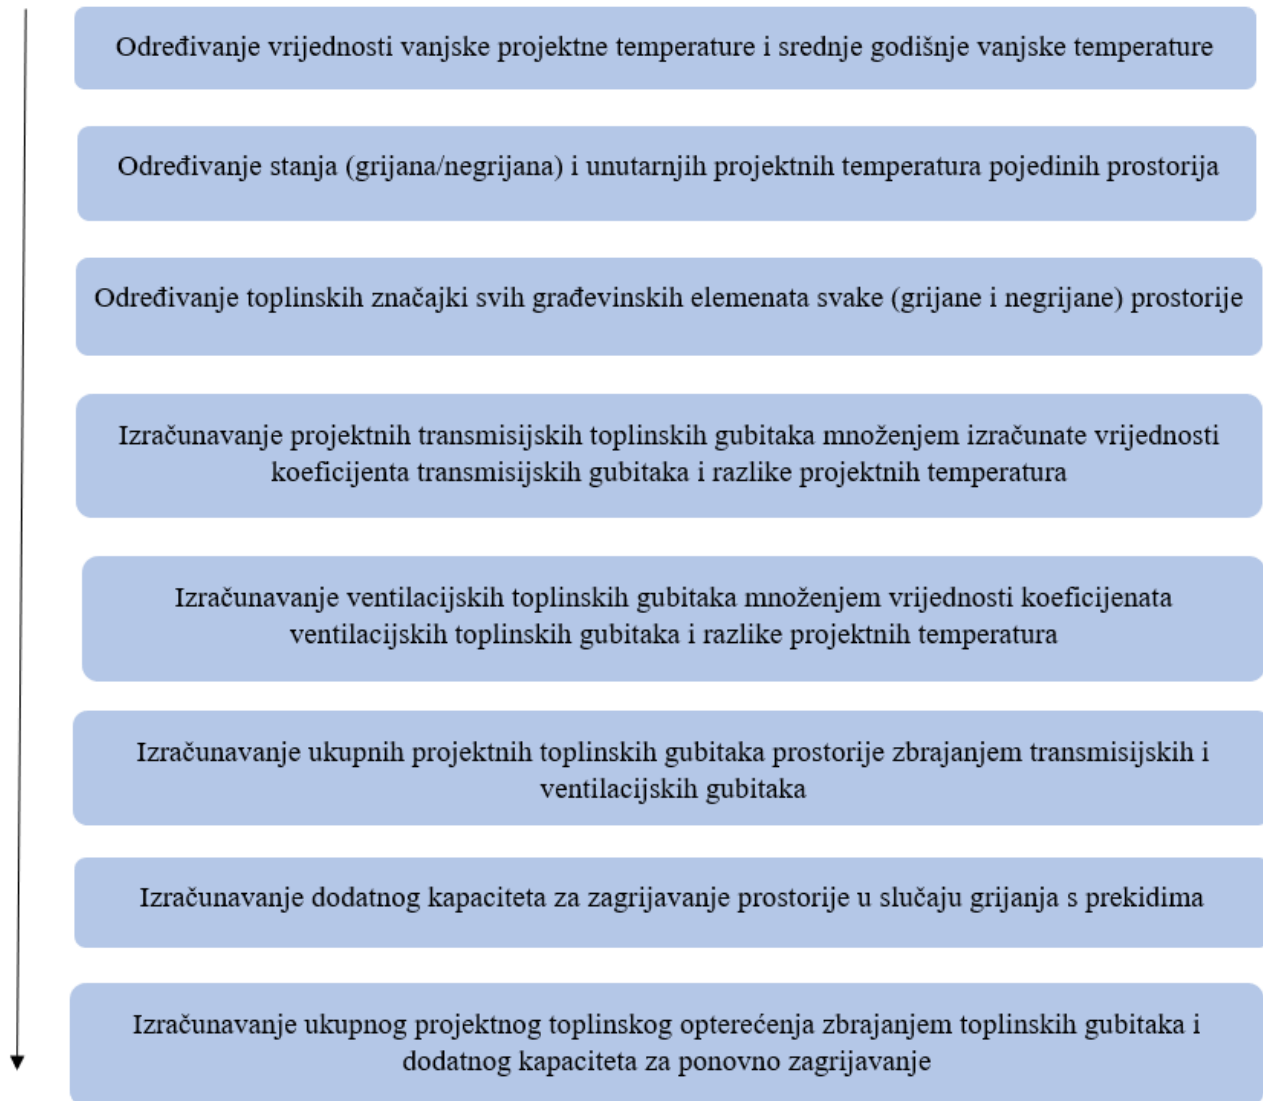 Određivanje vrijednosti vanjske projektne temperature i srednje godišnje vanjske temperature
Određivanje stanja (grijana/negrijana) i unutarnjih projektnih temperatura pojedinih prostorija
Određivanje toplinskih značajki svih građevinskih elemenata svake (grijane i negrijane) prostorije
Izračunavanje projektnih transmisijskih toplinskih gubitaka množenjem izračunate vrijednosti
koeficijenta transmisijskih gubitaka i razlike projektnih temperatura
Izračunavanje ventilacijskih toplinskih gubitaka množenjem vrijednosti koeficijenata
ventilacijskih toplinskih gubitaka i razlike projektnih temperatura
Izračunavanje ukupnih projektnih toplinskih gubitaka prostorije zbrajanjem transmisijskih i
ventilacijskih gubitaka
Izračunavanje dodatnog kapaciteta za zagrijavanje prostorije u slučaju grijanja s prekidima
Izračunavanje ukupnog projektnog toplinskog opterećenja zbrajanjem toplinskih gubitaka i
dodatnog kapaciteta za ponovno zagrijavanje